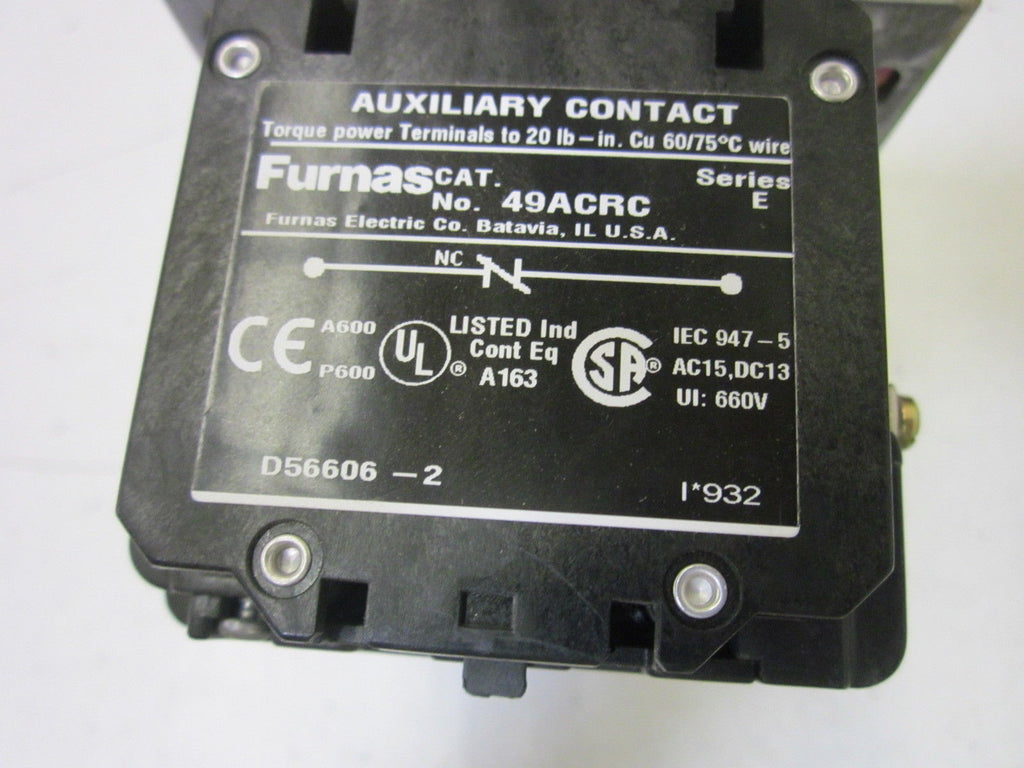 AUXILIARY CONTACT
Torque power Terminals to 20 lb-in. Cu 60/75°C wire
Furnas CAT. No. 49ACRC
Series E
Furnas Electric Co. Batavia, IL U.S.A.
NC
CE A600 P600
UL ®
LISTED Ind
Cont Eq
A163
CSA ®
IEC 947-5
AC15,DC13
UI: 660V
D56606 -2
I*932